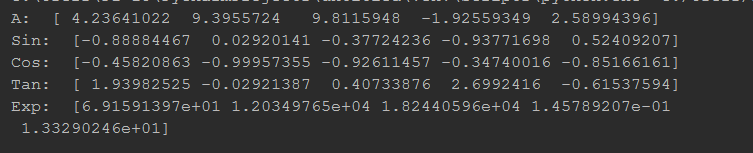 A:  [ 4.23641022  9.3955724   9.8115948  -1.92559349  2.58994396]
Sin:  [-0.88884467  0.02920141 -0.37724236 -0.93771698  0.52409207]
Cos:  [-0.45820863 -0.99957355 -0.92611457 -0.34740016 -0.85166161]
Tan:  [ 1.93982525 -0.02921387  0.40733876  2.6992416  -0.61537594]
Exp:  [6.91591397e+01 1.20349765e+04 1.82440596e+04 1.45789207e-01
 1.33290246e+01]